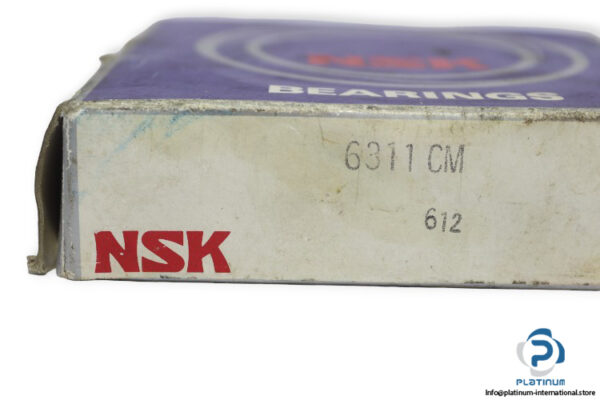 NSK
BEARINGS
6311 CM
612
NSK
PLATINUM
Info@platinum-international.store